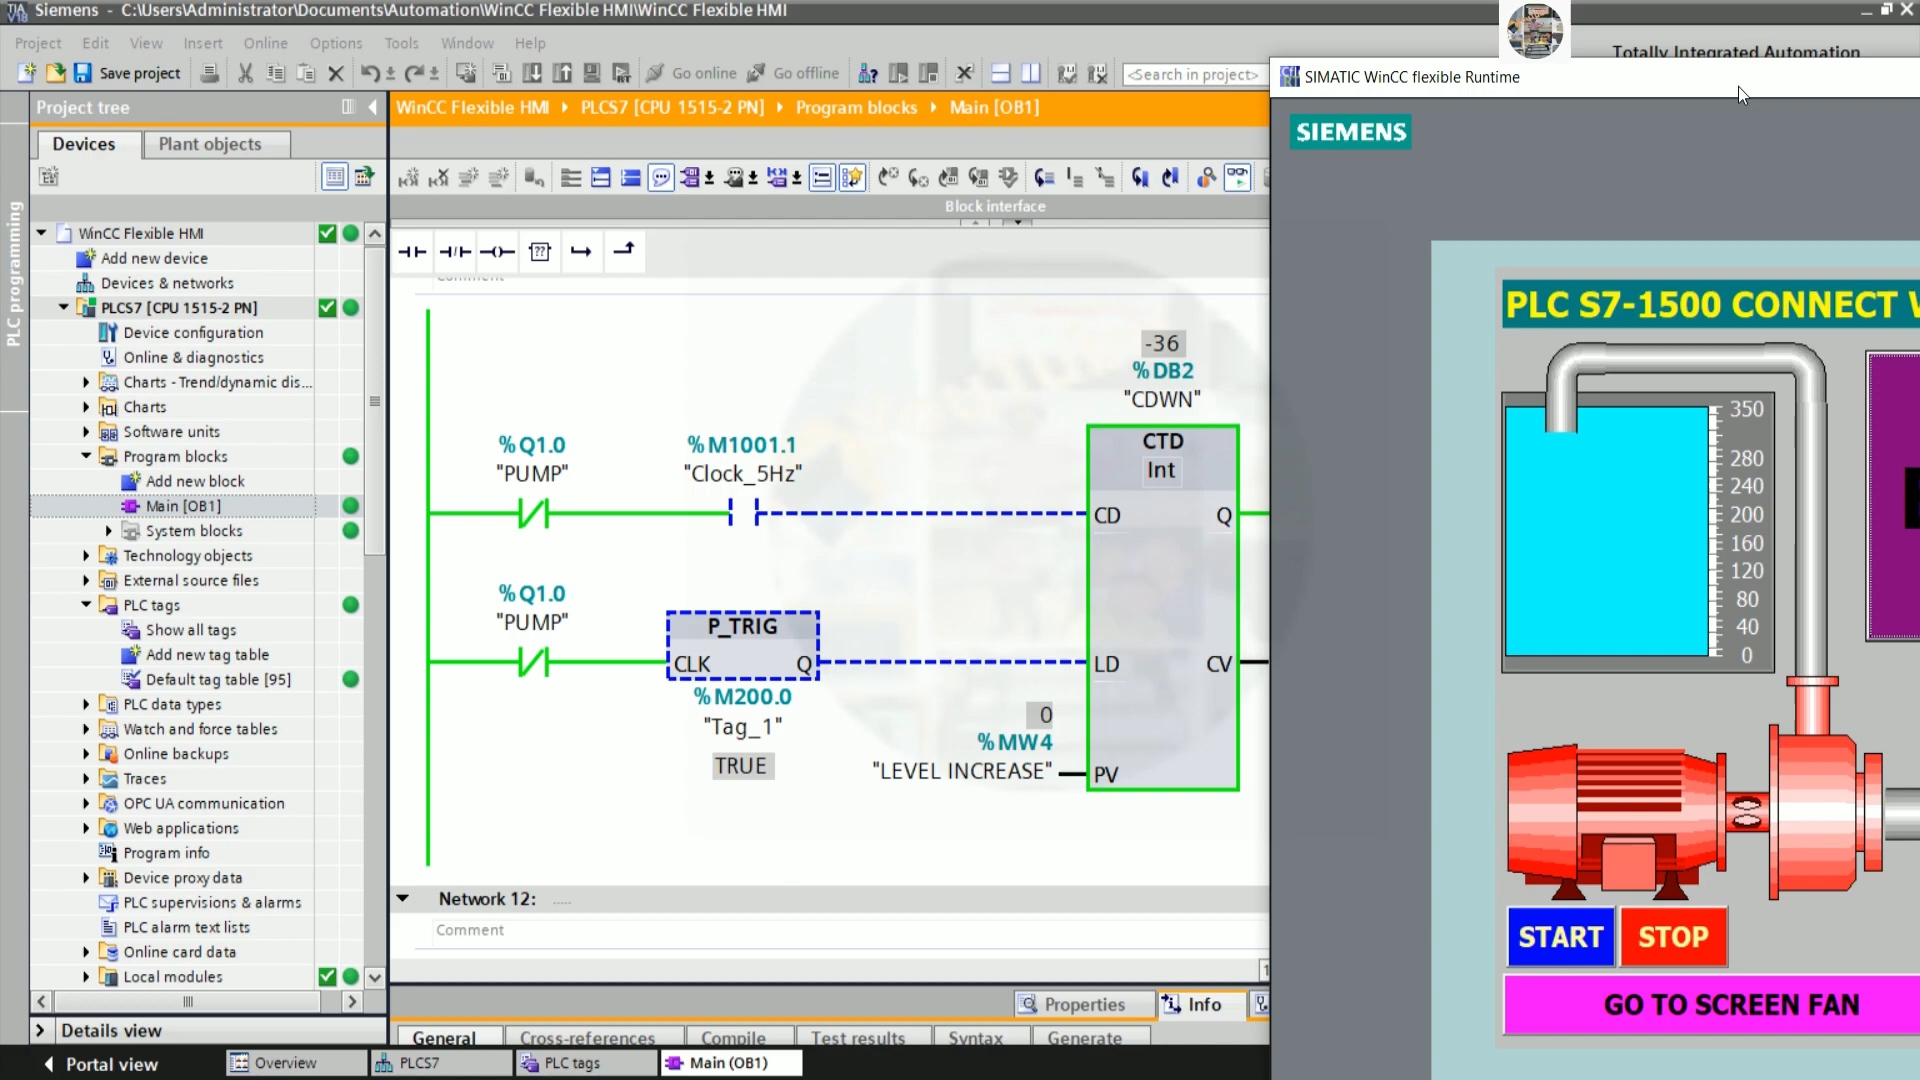 Siemens - C:\Users\Administrator\Documents\Automation\WinCC Flexible HMI\WinCC Flexible HMI
Project Edit View Insert Online Options Tools Window Help
Totally Integrated Automation
Save project
Go online
Go offline
<Search in project>
SIMATIC WinCC flexible Runtime
Project tree
WinCC Flexible HMI PLCS7 [CPU 1515-2 PN] Program blocks Main [OB1]
Devices
Plant objects
SIEMENS
Block interface
PLC programming
WinCC Flexible HMI
Add new device
Devices & networks
PLCS7 [CPU 1515-2 PN]
Device configuration
Online & diagnostics
Charts - Trend/dynamic dis...
Charts
Software units
Program blocks
Add new block
Main [OB1]
System blocks
Technology objects
External source files
PLC tags
Show all tags
Add new tag table
Default tag table [95]
PLC data types
Watch and force tables
Online backups
Traces
OPC UA communication
Web applications
Program info
Device proxy data
PLC supervisions & alarms
PLC alarm text lists
Online card data
Local modules
Details view
??
Comment
-36
%DB2
"CDWN"
CTD
Int
%Q1.0
"PUMP"
%M1001.1
"Clock_5Hz"
CD
Q
%Q1.0
"PUMP"
P_TRIG
CLK
Q
%M200.0
"Tag_1"
TRUE
LD
CV
0
%MW4
"LEVEL INCREASE"
PV
Network 12: .....
Comment
Properties
Info
General
Cross-references
Compile
Test results
Syntax
Generate
PLC S7-1500 CONNECT
350
280
240
200
160
120
80
40
0
START
STOP
GO TO SCREEN FAN
Portal view
Overview
PLCS7
PLC tags
Main (OB1)